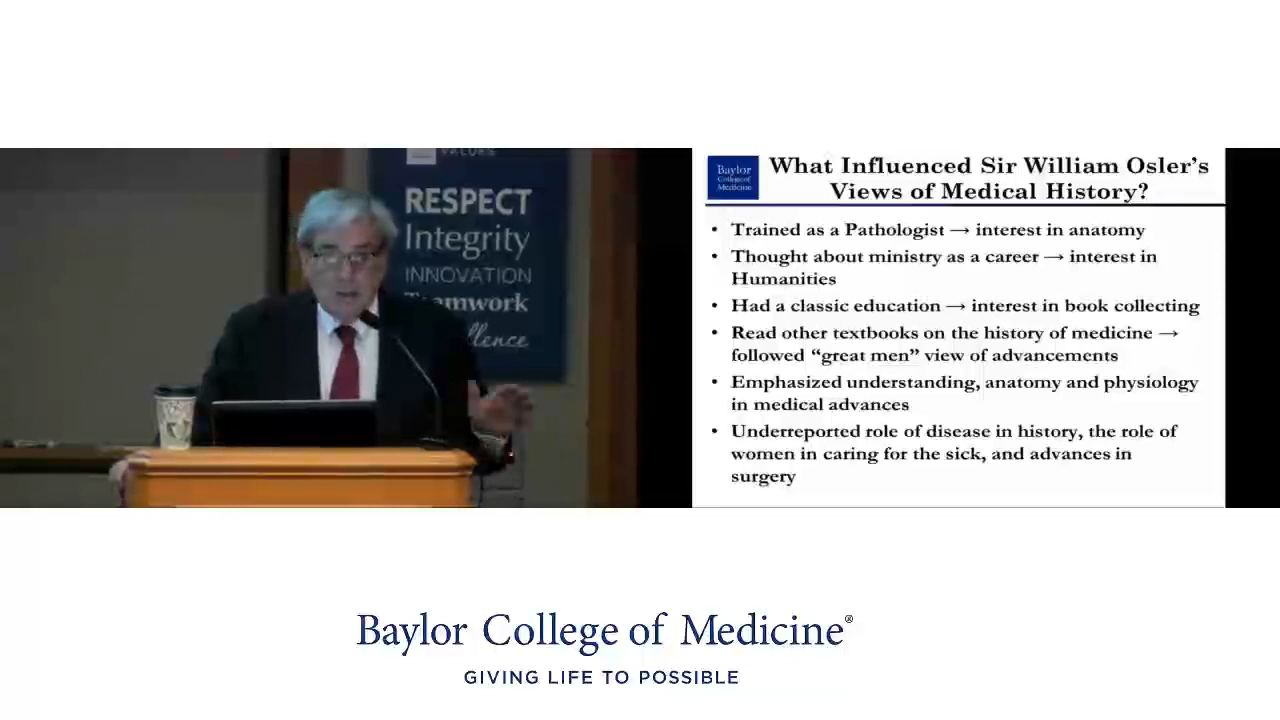 VALUES
RESPECT
Integrity
INNOVATION
Teamwork
Baylor
College of
Medicine
What Influenced Sir William Osler's
Views of Medical History?
• Trained as a Pathologist → interest in anatomy
• Thought about ministry as a career → interest in
Humanities
• Had a classic education → interest in book collecting
• Read other textbooks on the history of medicine →
followed “great men” view of advancements
• Emphasized understanding, anatomy and physiology
in medical advances
• Underreported role of disease in history, the role of
women in caring for the sick, and advances in
surgery
Baylor College of Medicine®
GIVING LIFE TO POSSIBLE